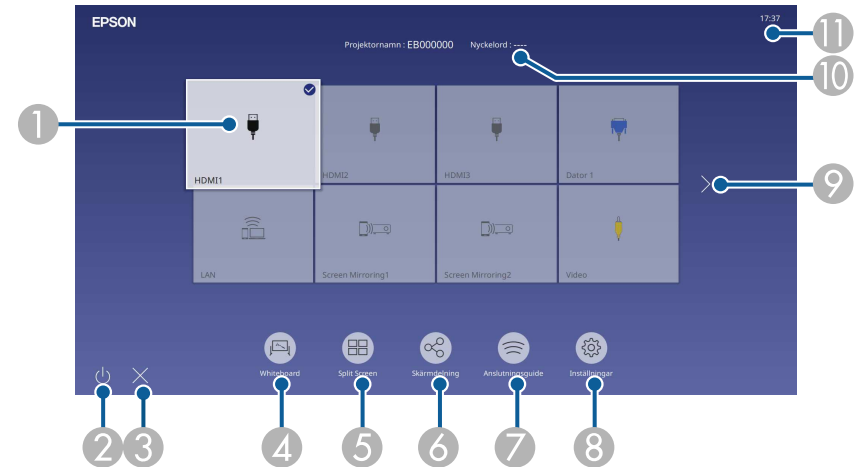 EPSON
17:37
Projektornamn : EB000000 Nyckelord : ----
HDMI1
HDMI2
HDMI3
Dator 1
LAN
Screen Mirroring1
Screen Mirroring2
Video
Whiteboard
Split Screen
Skärmdelning
Anslutningsguide
Inställningar
1
2
3
4
5
6
7
8
9
10
11